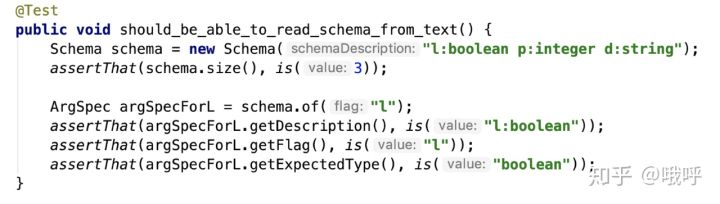 @Test
public void should_be_able_to_read_schema_from_text() {
    Schema schema = new Schema( schemaDescription: "l:boolean p:integer d:string");
    assertThat(schema.size(), is( value: 3));

    ArgSpec argSpecForL = schema.of( flag: "l");
    assertThat(argSpecForL.getDescription(), is( value: "l:boolean"));
    assertThat(argSpecForL.getFlag(), is( value: "l"));
    assertThat(argSpecForL.getExpectedType(), is( value: "boolean"));
}
知乎 @哦呼